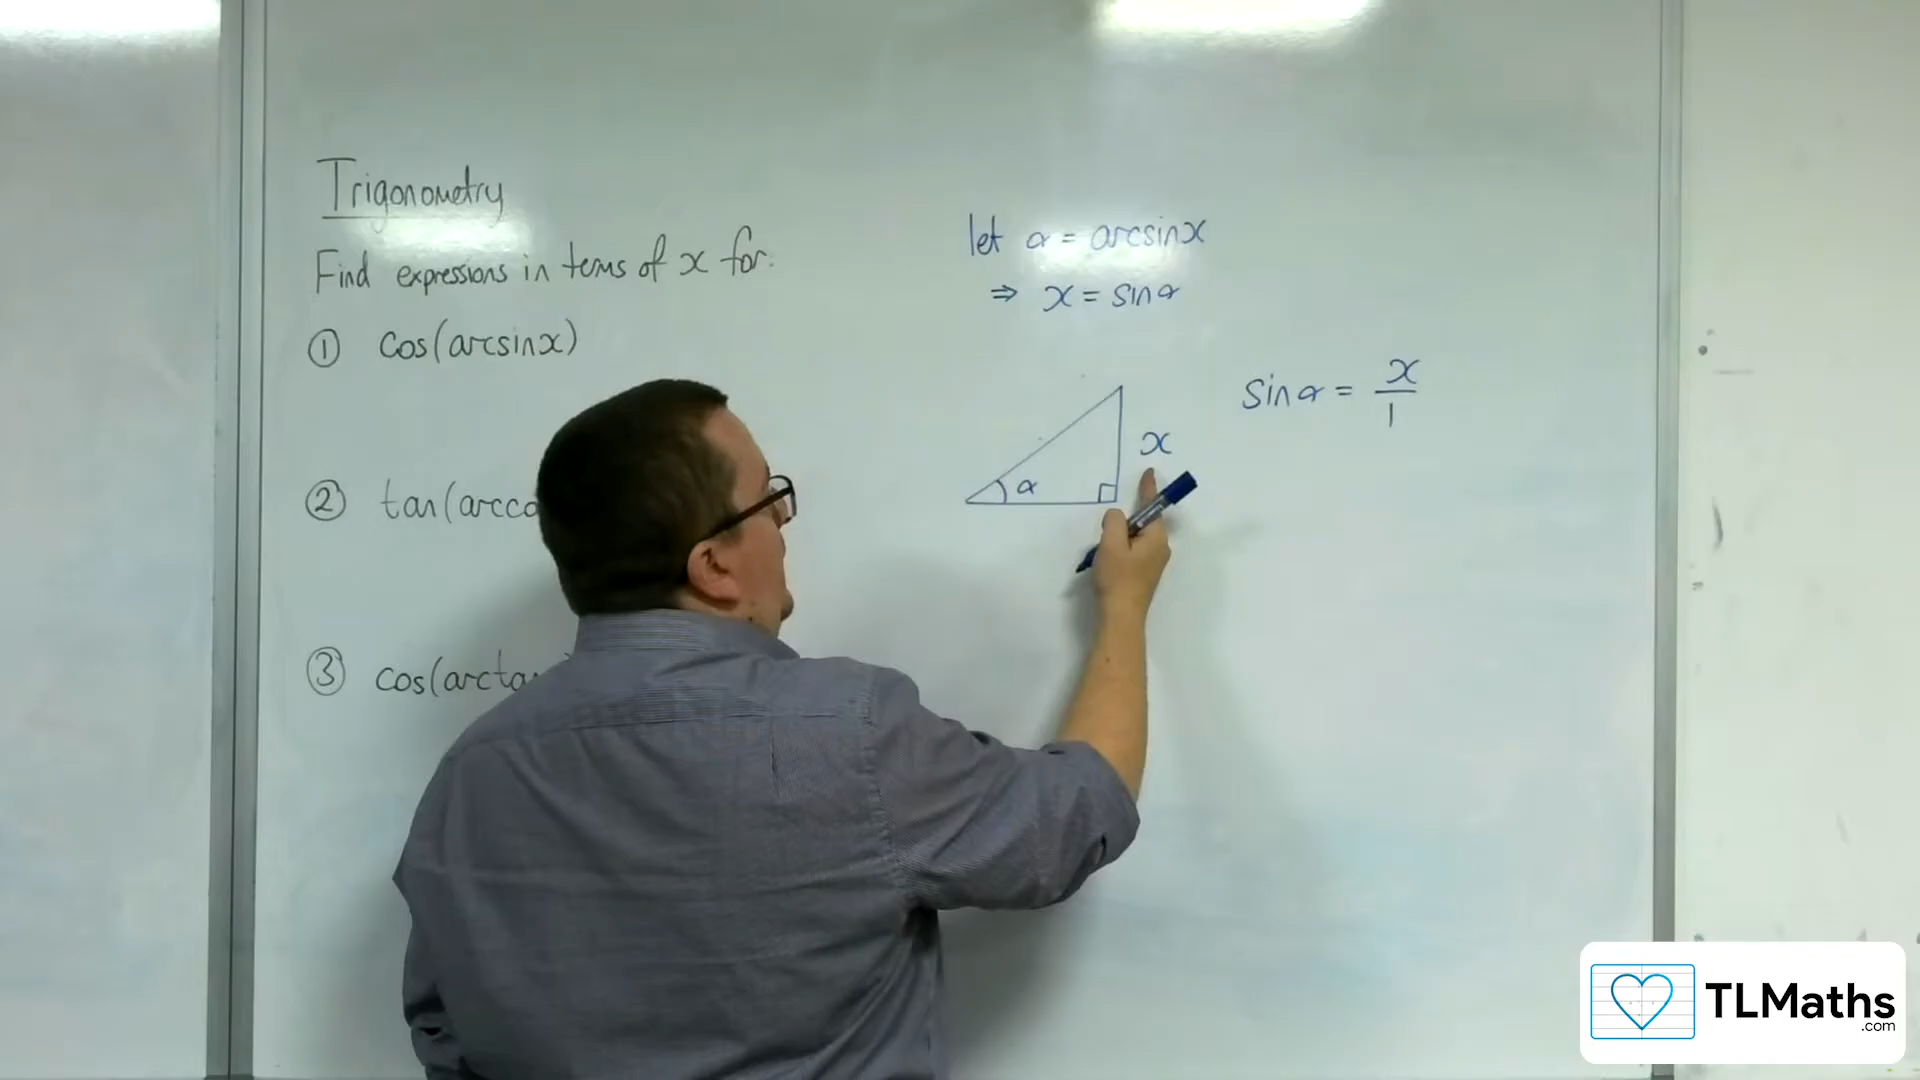 Trigonometry
Find expressions in terms of x for:
① cos(arcsinx)
② tan(arcco
③ cos(arcta
let α = arcsinx
⇒ x = sinα
sinα = x/1
x
α
TLMaths
.com